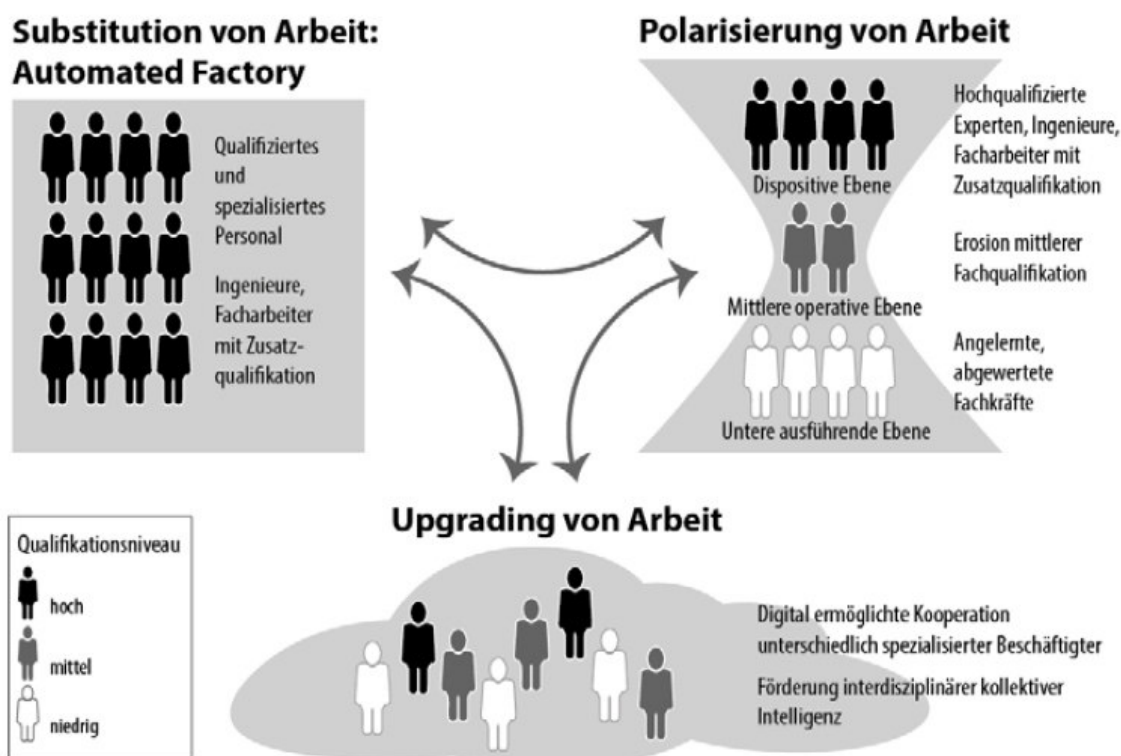 Substitution von Arbeit:
Automated Factory
Qualifiziertes
und
spezialisiertes
Personal
Ingenieure,
Facharbeiter
mit Zusatz-
qualifikation
Polarisierung von Arbeit
Dispositive Ebene
Mittlere operative Ebene
Untere ausführende Ebene
Hochqualifizierte
Experten, Ingenieure,
Facharbeiter mit
Zusatzqualifikation
Erosion mittlerer
Fachqualifikation
Angelernte,
abgewertete
Fachkräfte
Upgrading von Arbeit
Digital ermöglichte Kooperation
unterschiedlich spezialisierter Beschäftigter
Förderung interdisziplinärer kollektiver
Intelligenz
Qualifikationsniveau
hoch
mittel
niedrig